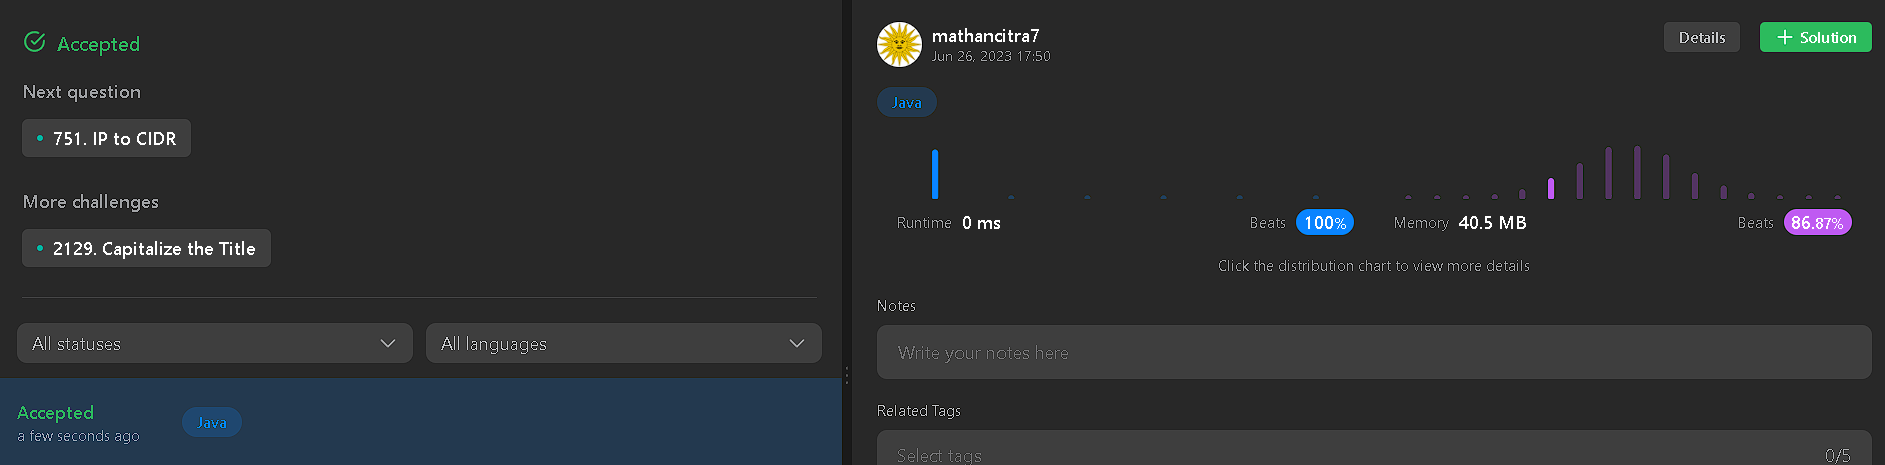 Accepted
Next question
751. IP to CIDR
More challenges
2129. Capitalize the Title
All statuses
All languages
Accepted
a few seconds ago
Java
mathancitra7
Jun 26, 2023 17:50
Details
Solution
Java
Runtime 0 ms
Beats 100%
Memory 40.5 MB
Beats 86.87%
Click the distribution chart to view more details
Notes
Write your notes here
Related Tags
Select tags
0/5